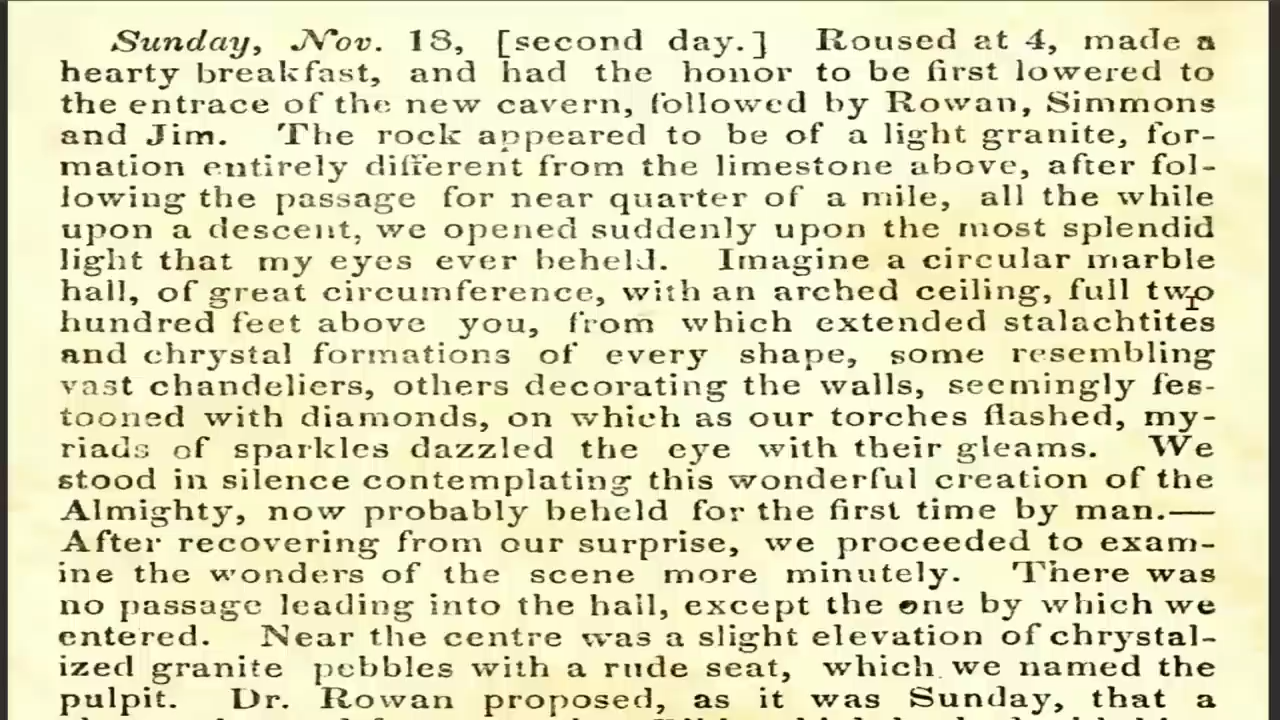 Sunday, Nov. 18, [second day.] Roused at 4, made a
hearty breakfast, and had the honor to be first lowered to
the entrace of the new cavern, followed by Rowan, Simmons
and Jim. The rock appeared to be of a light granite, for-
mation entirely different from the limestone above, after fol-
lowing the passage for near quarter of a mile, all the while
upon a descent, we opened suddenly upon the most splendid
light that my eyes ever beheld. Imagine a circular marble
hall, of great circumference, with an arched ceiling, full two
hundred feet above you, from which extended stalachtites
and chrystal formations of every shape, some resembling
vast chandeliers, others decorating the walls, seemingly fes-
tooned with diamonds, on which as our torches flashed, my-
riads of sparkles dazzled the eye with their gleams. We
stood in silence contemplating this wonderful creation of the
Almighty, now probably beheld for the first time by man.—
After recovering from our surprise, we proceeded to exam-
ine the wonders of the scene more minutely. There was
no passage leading into the hall, except the one by which we
entered. Near the centre was a slight elevation of chrystal-
ized granite pebbles with a rude seat, which we named the
pulpit. Dr. Rowan proposed, as it was Sunday, that a